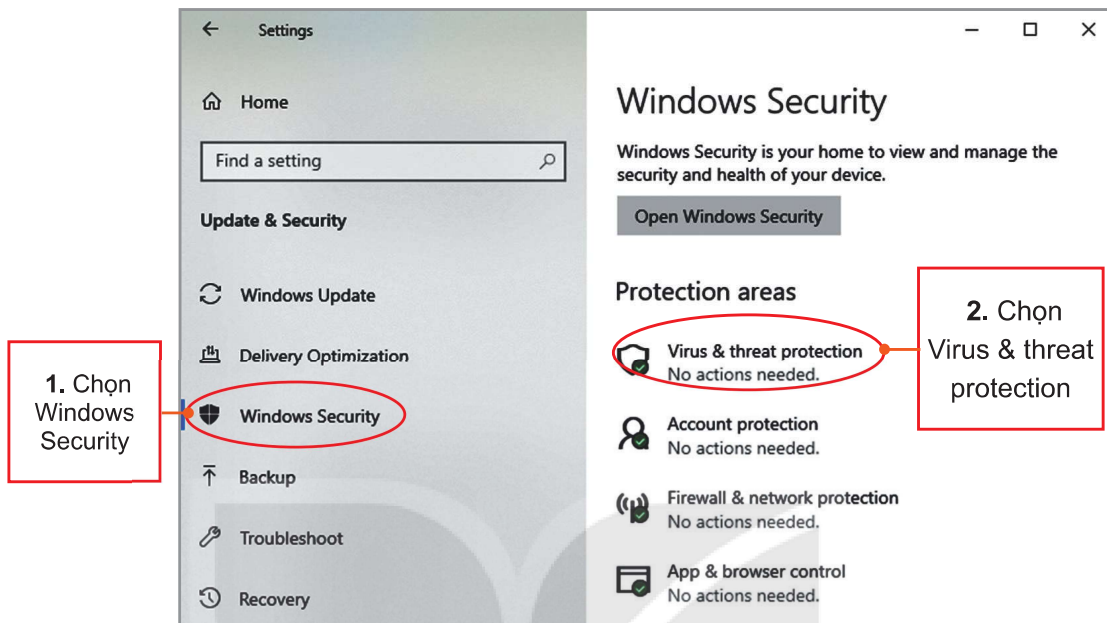 Settings
Home
Find a setting
Update & Security
Windows Update
Delivery Optimization
Windows Security
Backup
Troubleshoot
Recovery
1. Chọn
Windows
Security
Windows Security
Windows Security is your home to view and manage the
security and health of your device.
Open Windows Security
Protection areas
Virus & threat protection
No actions needed.
Account protection
No actions needed.
Firewall & network protection
No actions needed.
App & browser control
No actions needed.
2. Chọn
Virus & threat
protection